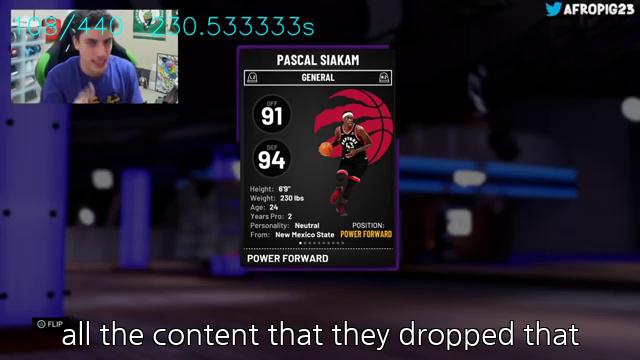 108/440 230.533333s
AFROPIG23
PASCAL SIAKAM
GENERAL
OFF
91
DEF
94
Height: 6'9"
Weight: 230 lbs
Age: 24
Years Pro: 2
Personality: Neutral
From: New Mexico State
POSITION:
POWER FORWARD
POWER FORWARD
FLIP
all the content that they dropped that